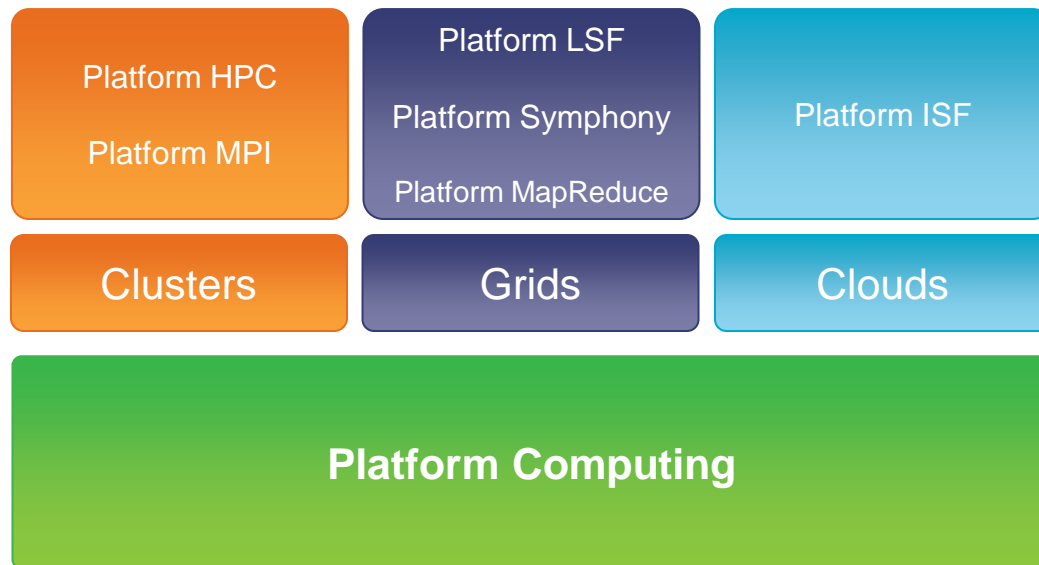 Platform HPC
Platform MPI
Platform LSF
Platform Symphony
Platform MapReduce
Platform ISF
Clusters
Grids
Clouds
Platform Computing